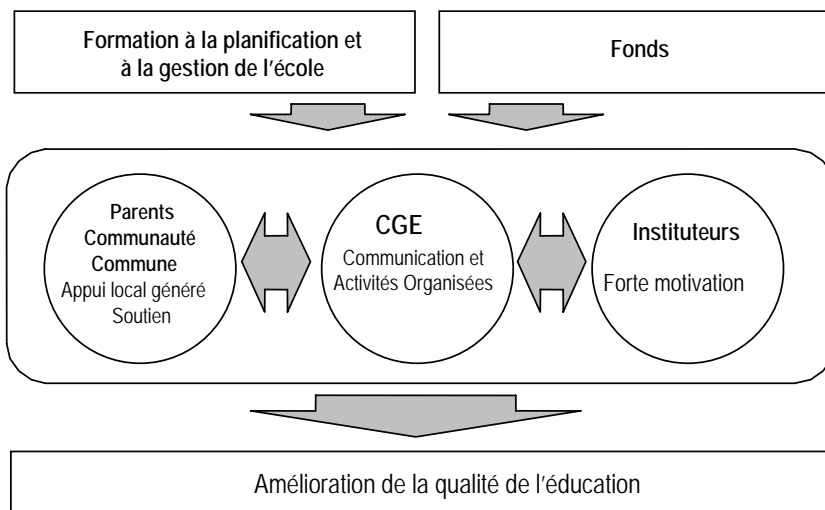 Formation à la planification et
à la gestion de l'école
Fonds
Parents
Communauté
Commune
Appui local généré
Soutien
CGE
Communication et
Activités Organisées
Instituteurs
Forte motivation
Amélioration de la qualité de l'éducation